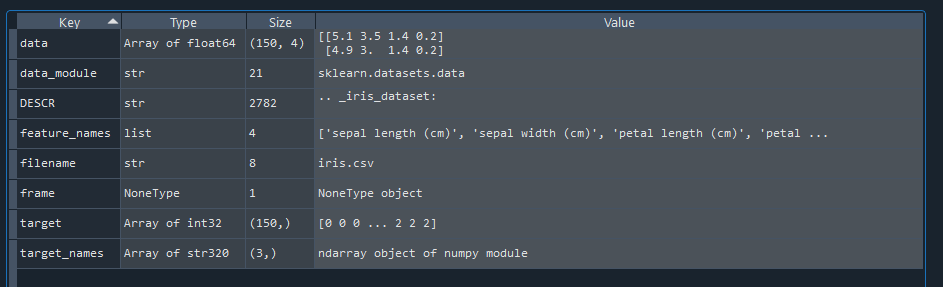 Key Type Size Value
data Array of float64 (150, 4) [[5.1 3.5 1.4 0.2]
[4.9 3.  1.4 0.2]
data_module str 21 sklearn.datasets.data
DESCR str 2782 .. _iris_dataset:
feature_names list 4 ['sepal length (cm)', 'sepal width (cm)', 'petal length (cm)', 'petal ...
filename str 8 iris.csv
frame NoneType 1 NoneType object
target Array of int32 (150,) [0 0 0 ... 2 2 2]
target_names Array of str320 (3,) ndarray object of numpy module